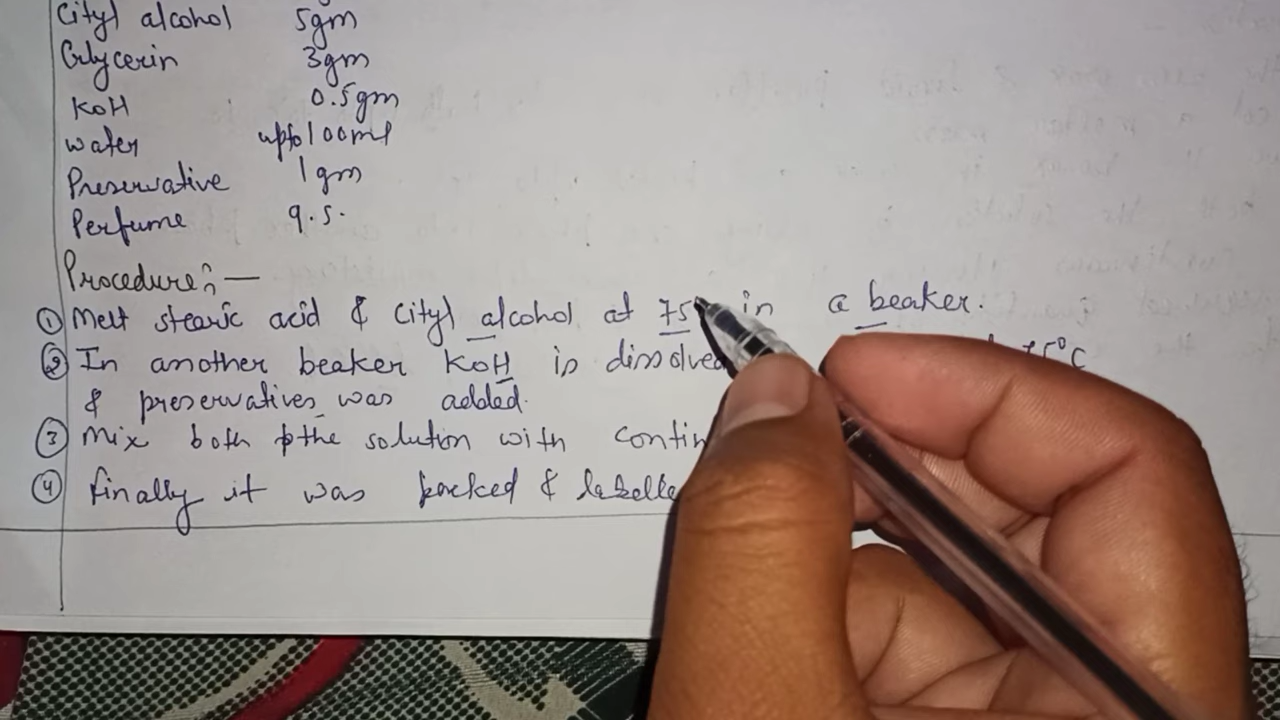 Cityl alcohol 5gm
Glycerin 3gm
KoH 0.5gm
water upto100ml
Preservative 1gm
Perfume q.s.
Procedure:—
① Melt stearic acid & Cityl alcohol at 75 in a beaker.
② In another beaker KoH is dissolved 75°C
& preservatives was added.
③ Mix both the solution with contin
④ finally it was packed & labelle